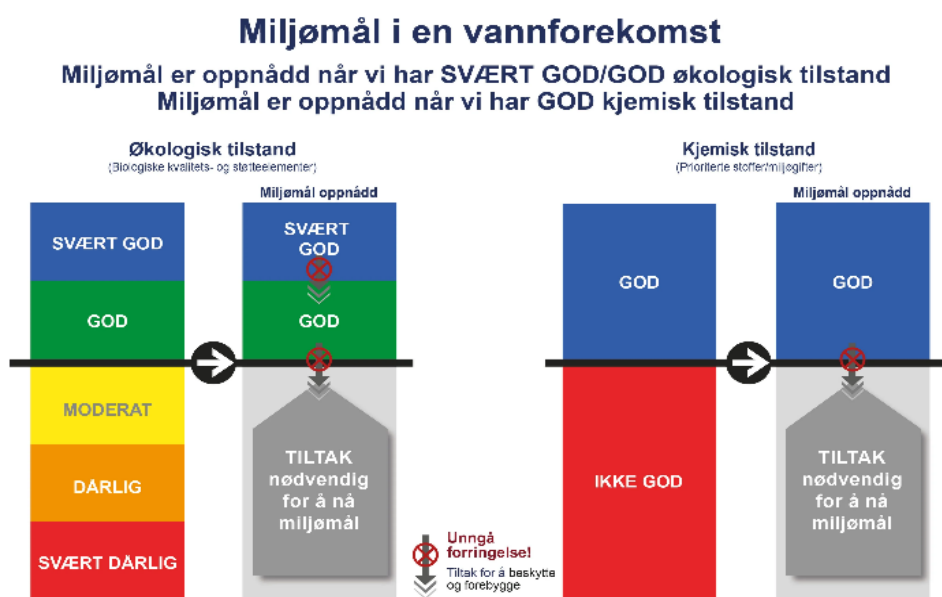 Miljømål i en vannforekomst
Miljømål er oppnådd når vi har SVÆRT GOD/GOD økologisk tilstand
Miljømål er oppnådd når vi har GOD kjemisk tilstand
Økologisk tilstand
(Biologiske kvalitets- og støtteelementer)
Miljømål oppnådd
SVÆRT GOD
GOD
MODERAT
DÅRLIG
SVÆRT DÅRLIG
SVÆRT
GOD
GOD
TILTAK
nødvendig
for å nå
miljømål
Unngå
forringelse!
Tiltak for å beskytte
og forebygge
Kjemisk tilstand
(Prioriterte stoffer/miljøgifter)
Miljømål oppnådd
GOD
IKKE GOD
GOD
TILTAK
nødvendig
for å nå
miljømål